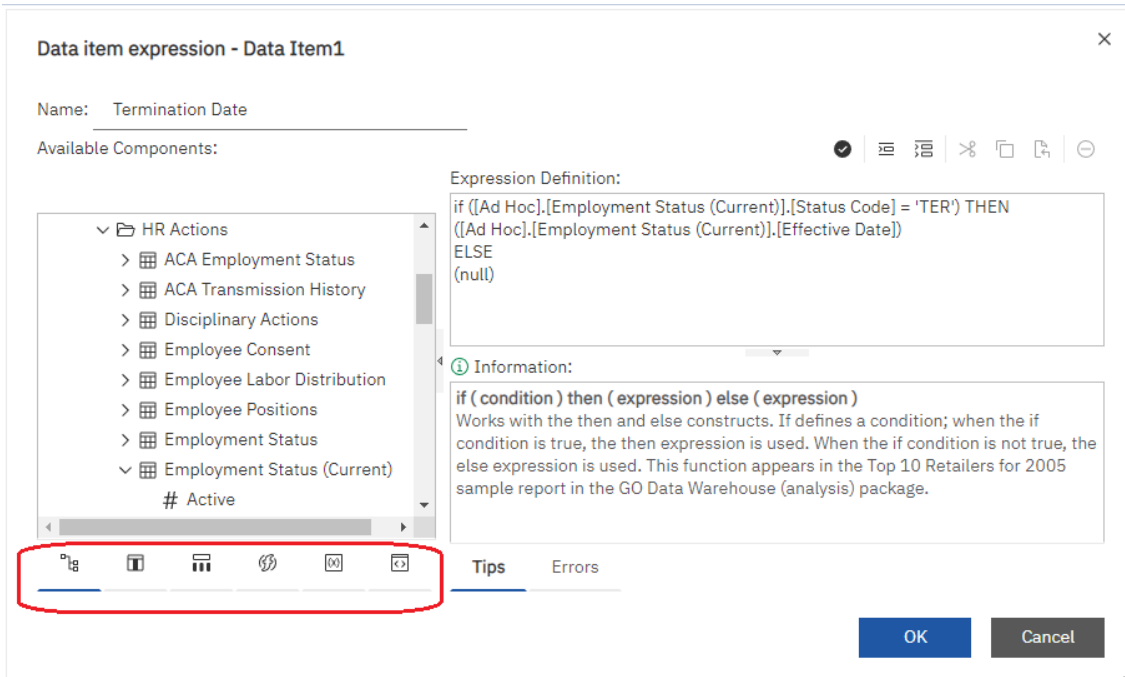 Data item expression - Data Item1
Name: Termination Date
Available Components:
HR Actions
ACA Employment Status
ACA Transmission History
Disciplinary Actions
Employee Consent
Employee Labor Distribution
Employee Positions
Employment Status
Employment Status (Current)
# Active
Expression Definition:
if ([Ad Hoc].[Employment Status (Current)].[Status Code] = 'TER') THEN
([Ad Hoc].[Employment Status (Current)].[Effective Date])
ELSE
(null)
Information:
if ( condition ) then ( expression ) else ( expression )
Works with the then and else constructs. If defines a condition; when the if
condition is true, the then expression is used. When the if condition is not true, the
else expression is used. This function appears in the Top 10 Retailers for 2005
sample report in the GO Data Warehouse (analysis) package.
Tips Errors
OK Cancel